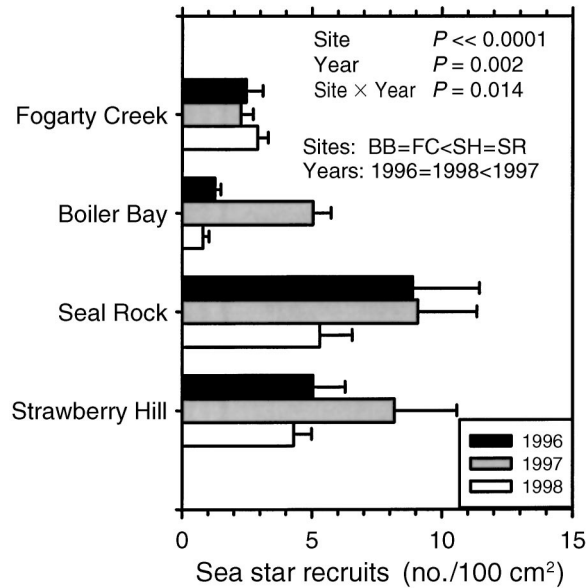 Site P << 0.0001
Year P = 0.002
Site × Year P = 0.014
Sites: BB=FC<SH=SR
Years: 1996=1998<1997
Fogarty Creek
Boiler Bay
Seal Rock
Strawberry Hill
1996
1997
1998
0 5 10 15
Sea star recruits (no./100 cm²)